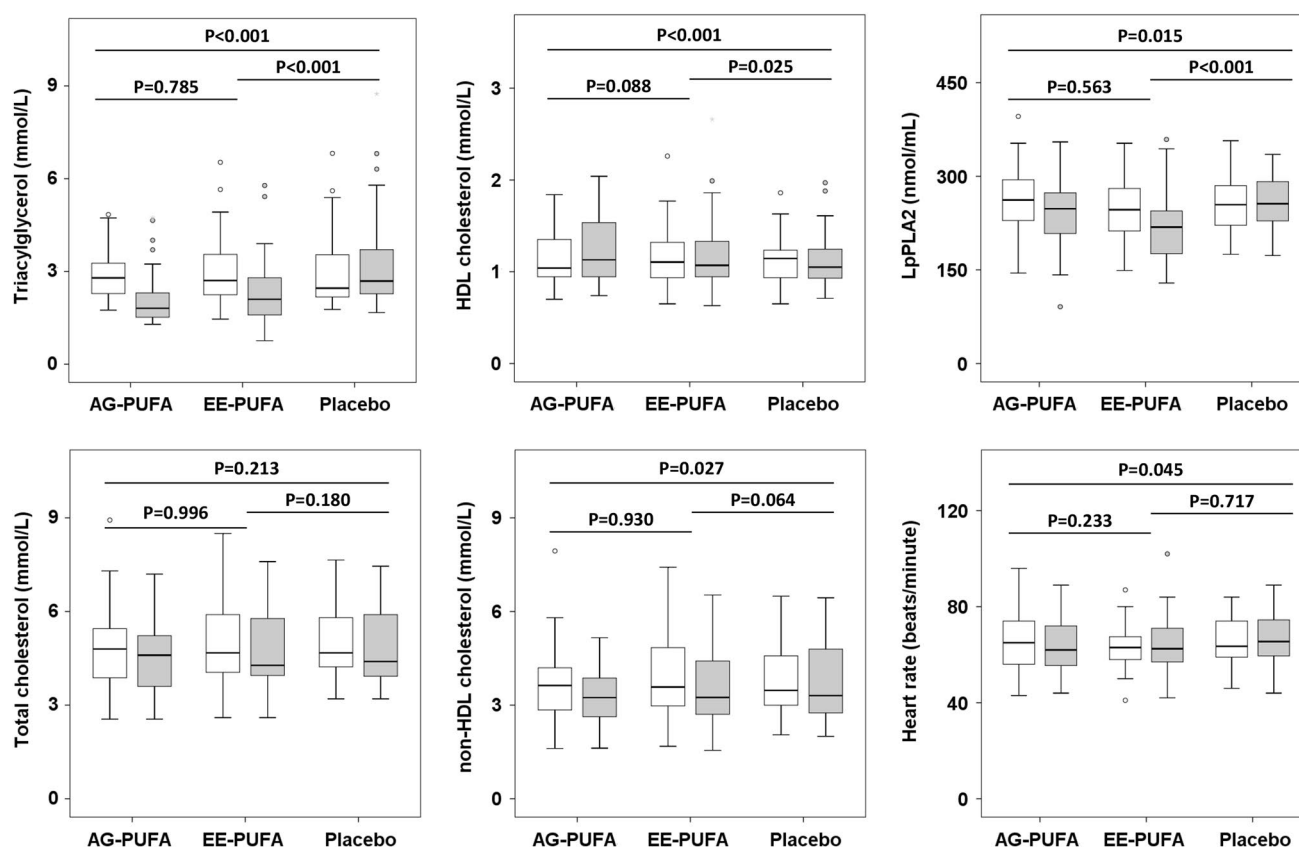 P<0.001
P<0.001
P=0.785
Triacylglycerol (mmol/L)
9
6
3
0
AG-PUFA EE-PUFA Placebo
P<0.001
P=0.025
P=0.088
HDL cholesterol (mmol/L)
3
2
1
0
AG-PUFA EE-PUFA Placebo
P=0.015
P<0.001
P=0.563
LpPLA2 (nmol/mL)
450
300
150
0
AG-PUFA EE-PUFA Placebo
P=0.213
P=0.180
P=0.996
Total cholesterol (mmol/L)
9
6
3
0
AG-PUFA EE-PUFA Placebo
P=0.027
P=0.064
P=0.930
non-HDL cholesterol (mmol/L)
9
6
3
0
AG-PUFA EE-PUFA Placebo
P=0.045
P=0.717
P=0.233
Heart rate (beats/minute)
120
80
40
0
AG-PUFA EE-PUFA Placebo